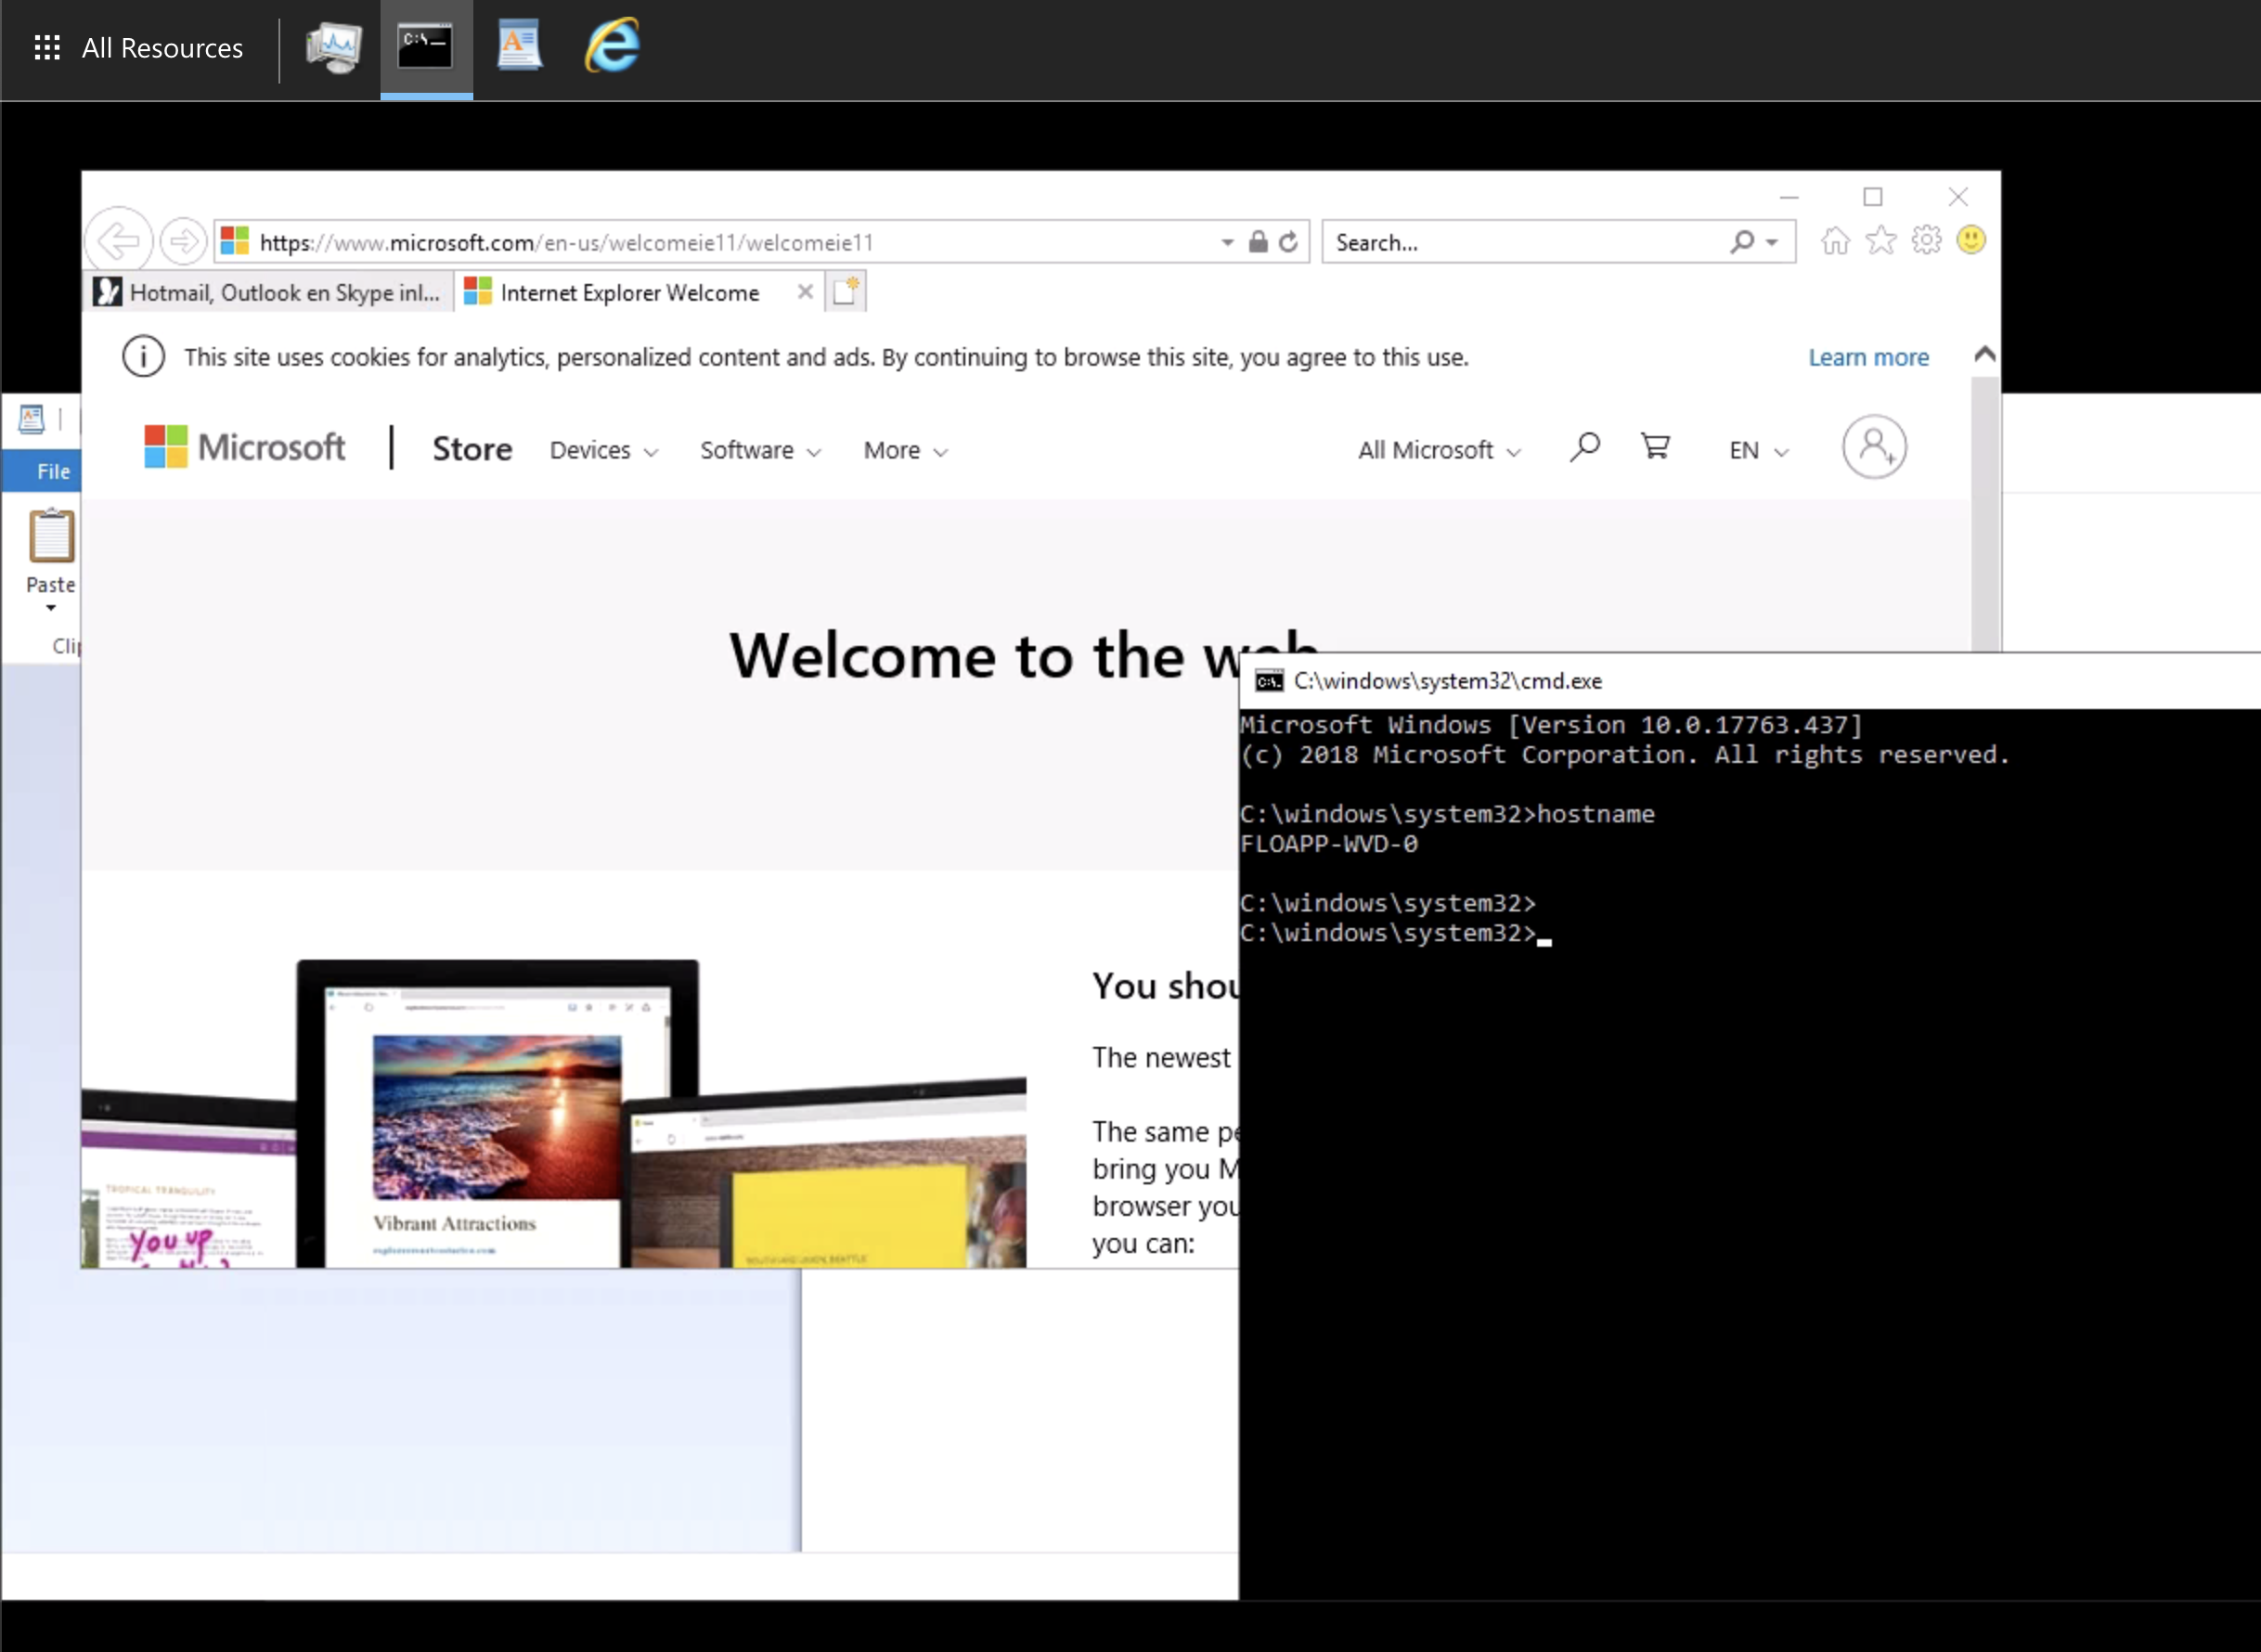 All Resources
https://www.microsoft.com/en-us/welcomeie11/welcomeie11
Search...
Hotmail, Outlook en Skype inl...
Internet Explorer Welcome
This site uses cookies for analytics, personalized content and ads. By continuing to browse this site, you agree to this use.
Learn more
Microsoft
Store
Devices
Software
More
All Microsoft
EN
File
Paste
Clip
Welcome to the web
C:\windows\system32\cmd.exe
Microsoft Windows [Version 10.0.17763.437]
(c) 2018 Microsoft Corporation. All rights reserved.
C:\windows\system32>hostname
FLOAPP-WVD-0
C:\windows\system32>
C:\windows\system32>
You shou
The newest
The same pe
bring you M
browser you
you can:
TROPICAL TRANQUILITY
You up
Vibrant Attractions